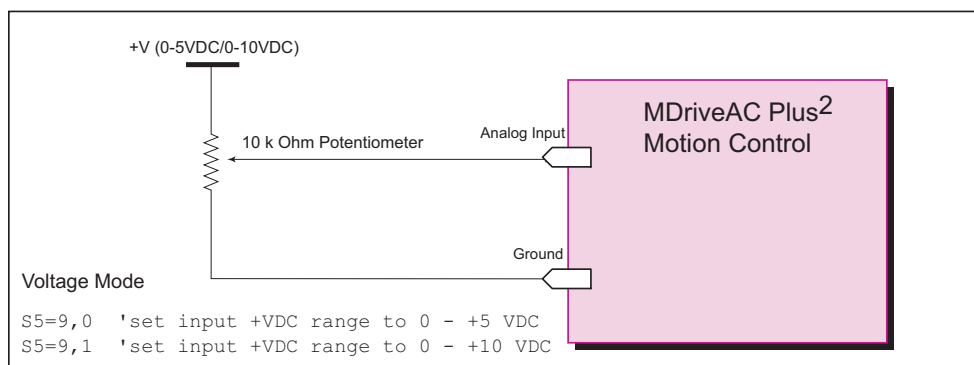 +V (0-5VDC/0-10VDC)
MDriveAC Plus2
Motion Control
Analog Input
10 k Ohm Potentiometer
Ground
Voltage Mode
S5=9,0 'set input +VDC range to 0 - +5 VDC
S5=9,1 'set input +VDC range to 0 - +10 VDC